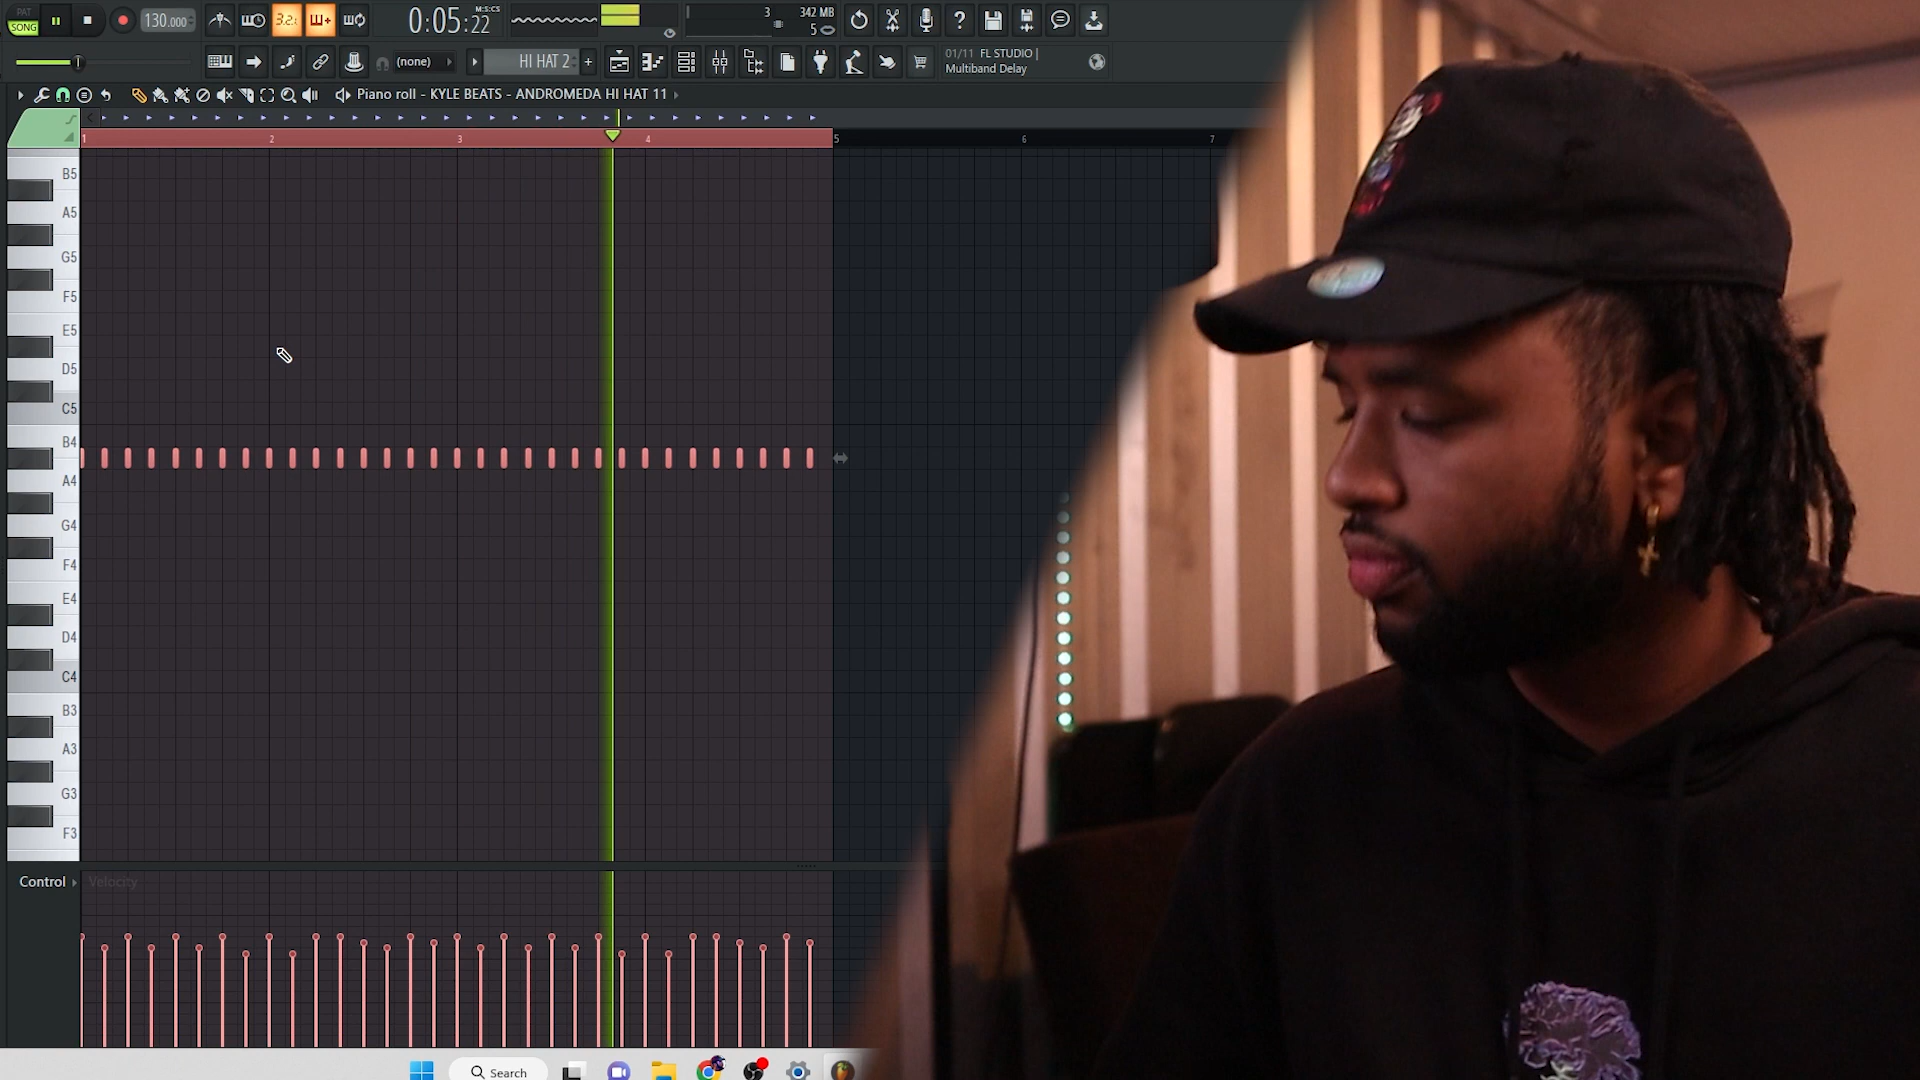 PAT
SONG
130.000
3.2.1
0:05:22
M:S:CS
3
342 MB
5
(none)
HI HAT 2
01/11 FL STUDIO |
Multiband Delay
Piano roll - KYLE BEATS - ANDROMEDA HI HAT 11
1 2 3 4 5 6 7
B5
A5
G5
F5
E5
D5
C5
B4
A4
G4
F4
E4
D4
C4
B3
A3
G3
F3
Control
Velocity
Search